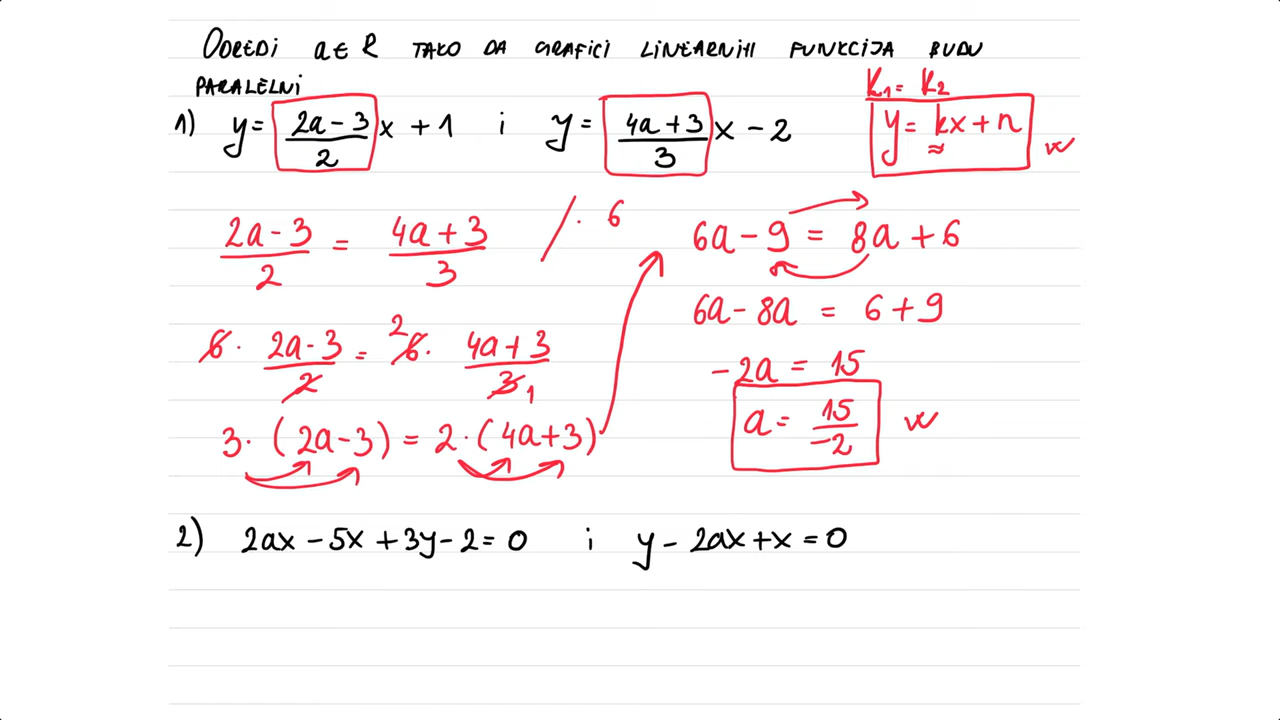 ODREDI a ∈ R TAKO DA GRAFICI LINEARNIH FUNKCIJA BUDU
PARALELNI
k₁ = k₂
y = kx + n
1) y = (2a - 3)/2 x + 1 i y = (4a + 3)/3 x - 2
(2a - 3)/2 = (4a + 3)/3 / · 6
6 · (2a - 3)/2 = 2 6 · (4a + 3)/3 1
3 · (2a - 3) = 2 · (4a + 3)
6a - 9 = 8a + 6
6a - 8a = 6 + 9
-2a = 15
a = 15/-2
2) 2ax - 5x + 3y - 2 = 0 i y - 2ax + x = 0